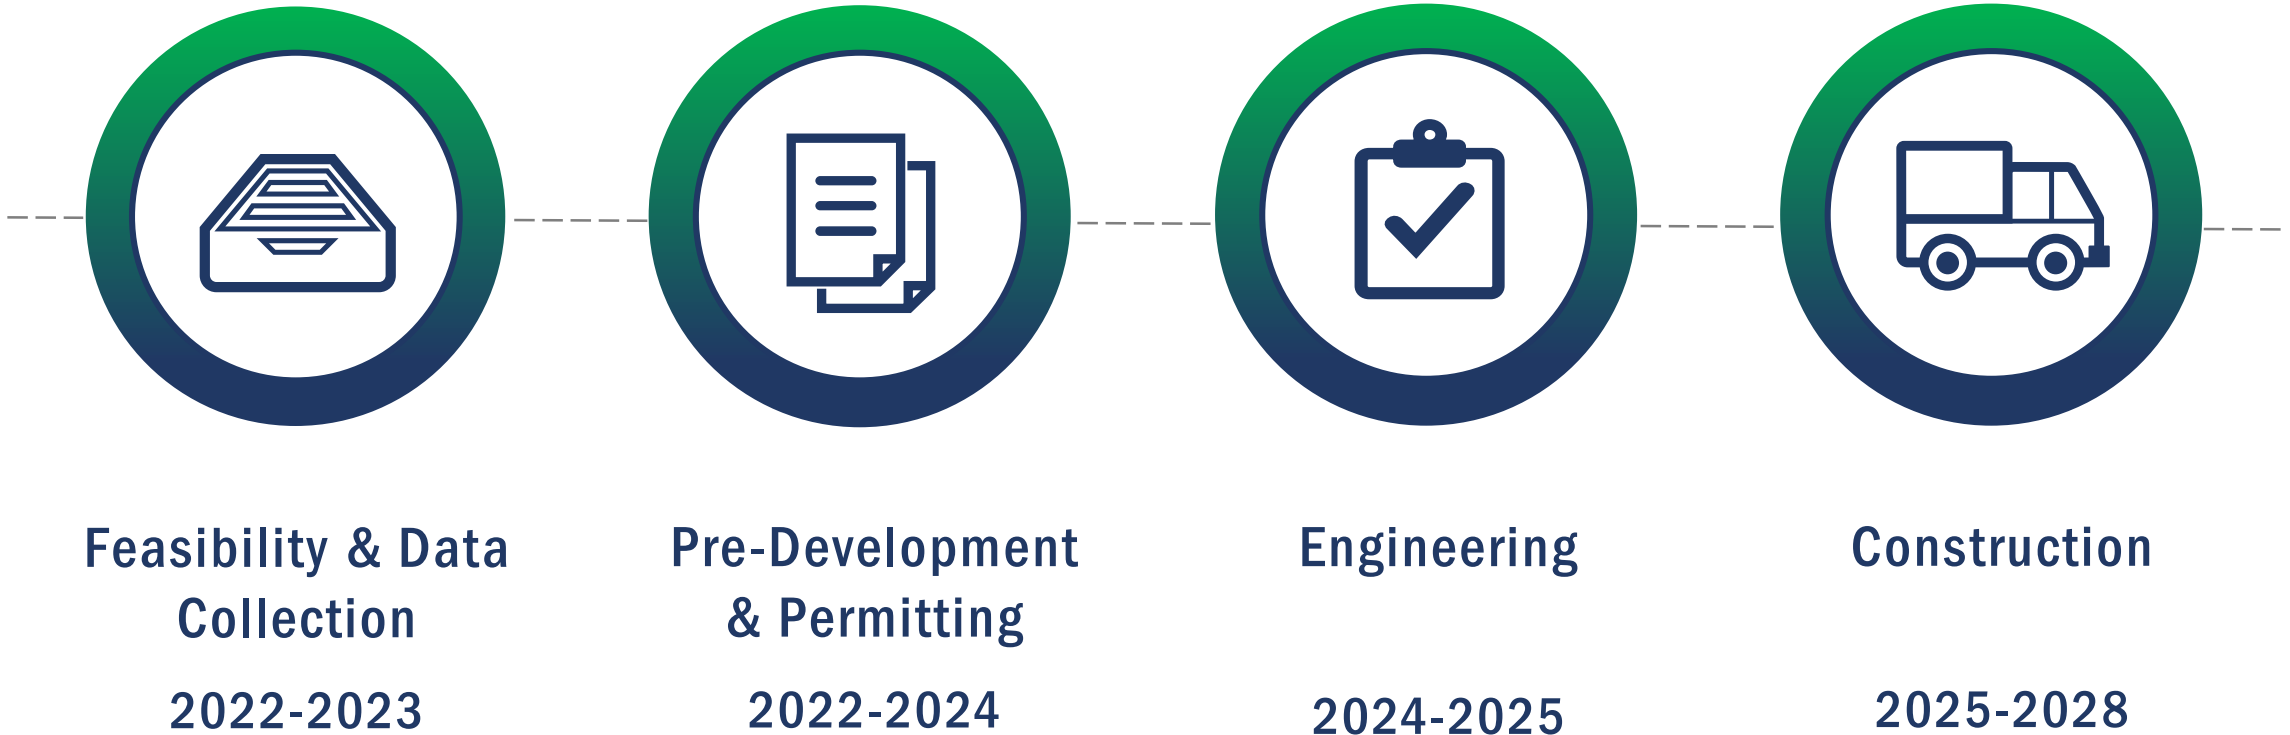 Feasibility & Data
Collection
2022-2023
Pre-Development
& Permitting
2022-2024
Engineering
2024-2025
Construction
2025-2028